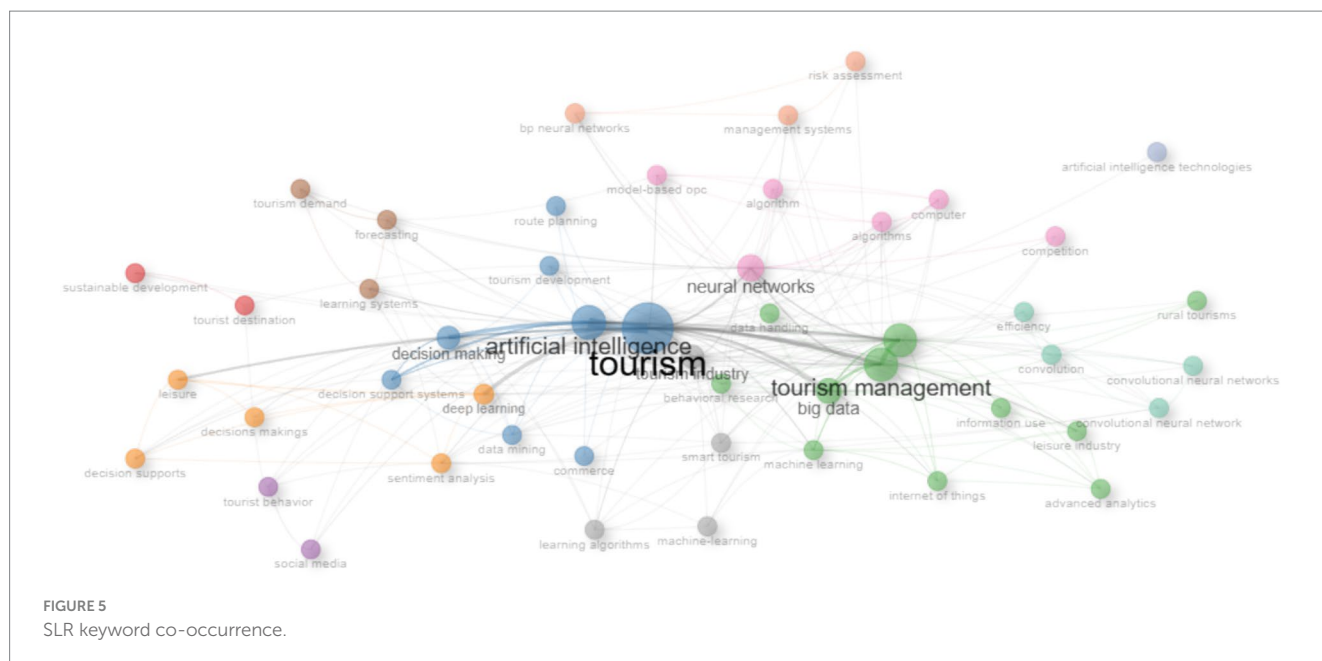 risk assessment
bp neural networks
management systems
artificial intelligence technologies
model-based opc
algorithm
tourism demand
computer
route planning
forecasting
algorithms
competition
tourism development
sustainable development
neural networks
learning systems
tourist destination
data handling
efficiency
rural tourisms
decision making
artificial intelligence
tourism
tourism industry
convolution
convolutional neural networks
leisure
decision support systems
tourism management
behavioral research
deep learning
big data
information use
convolutional neural network
decisions makings
data mining
smart tourism
machine learning
leisure industry
decision supports
sentiment analysis
commerce
internet of things
advanced analytics
tourist behavior
learning algorithms
machine-learning
social media
FIGURE 5
SLR keyword co-occurrence.